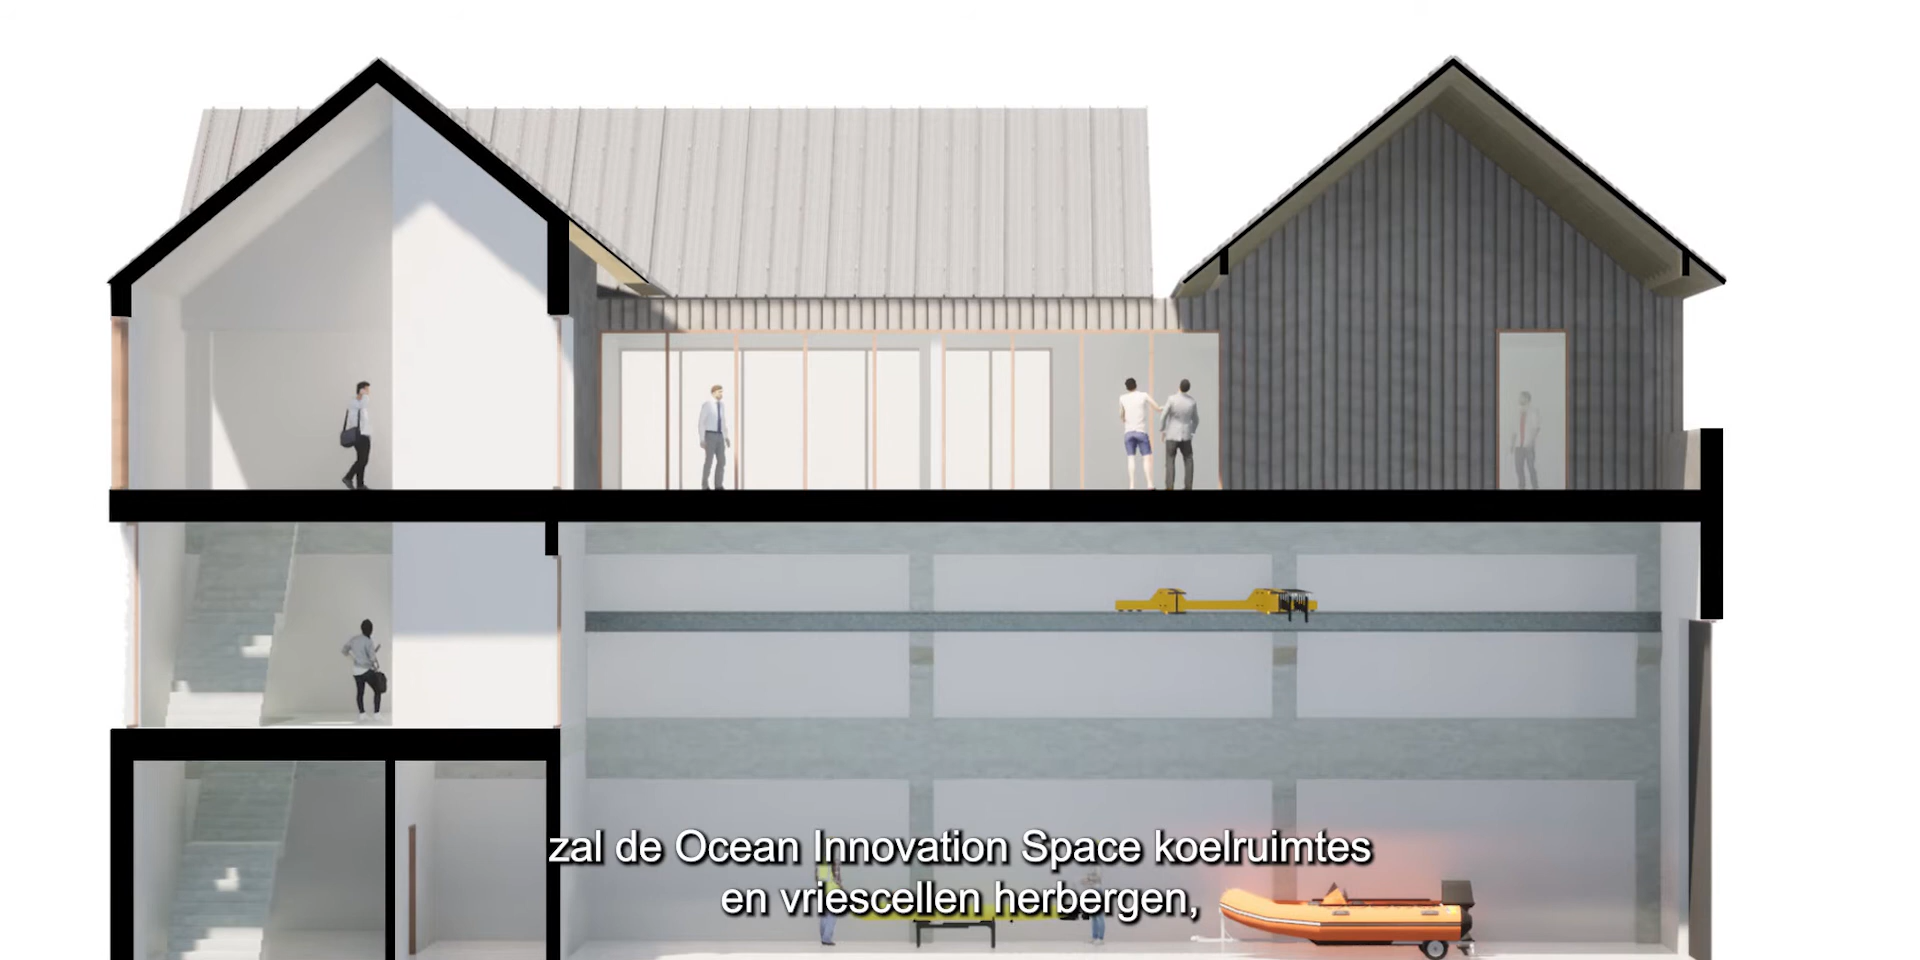 zal de Ocean Innovation Space koelruimtes
en vriescellen herbergen,